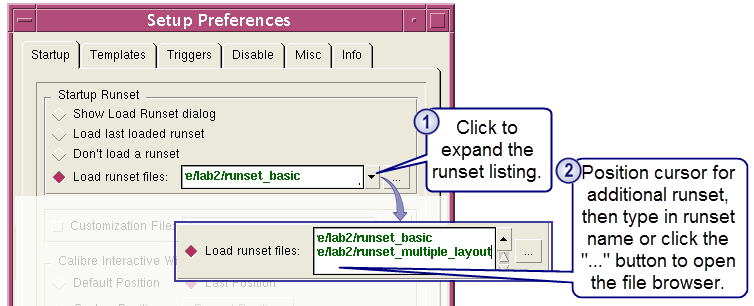 Setup Preferences
Startup Templates Triggers Disable Misc Info
Startup Runset
Show Load Runset dialog
Load last loaded runset
Don't load a runset
Load runset files: e/lab2/runset_basic ...
1 Click to
expand the
runset listing.
2 Position cursor for
additional runset,
then type in runset
name or click the
"..." button to open
the file browser.
Customization File
Load runset files: e/lab2/runset_basic
e/lab2/runset_multiple_layout ...
Calibre Interactive Wi
Default Position Last Position